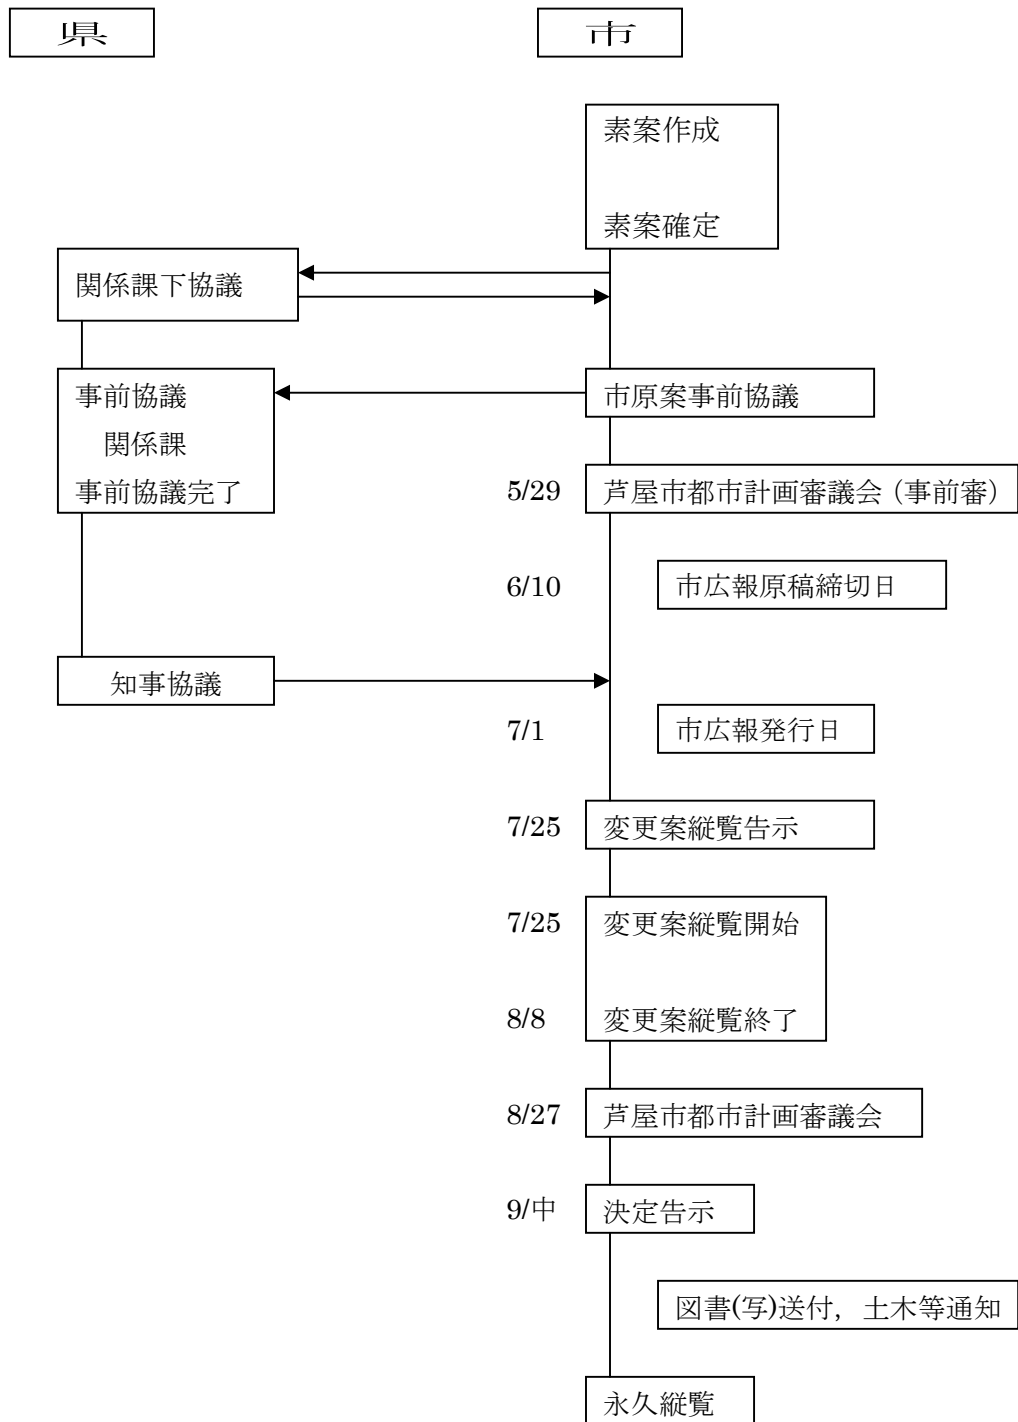 県
市
素案作成
素案確定
関係課下協議
事前協議
市原案事前協議
関係課
事前協議完了
5/29 芦屋市都市計画審議会（事前審）
6/10 市広報原稿締切日
知事協議
7/1 市広報発行日
7/25 変更案縦覧告示
7/25 変更案縦覧開始
8/8 変更案縦覧終了
8/27 芦屋市都市計画審議会
9/中 決定告示
図書(写)送付，土木等通知
永久縦覧